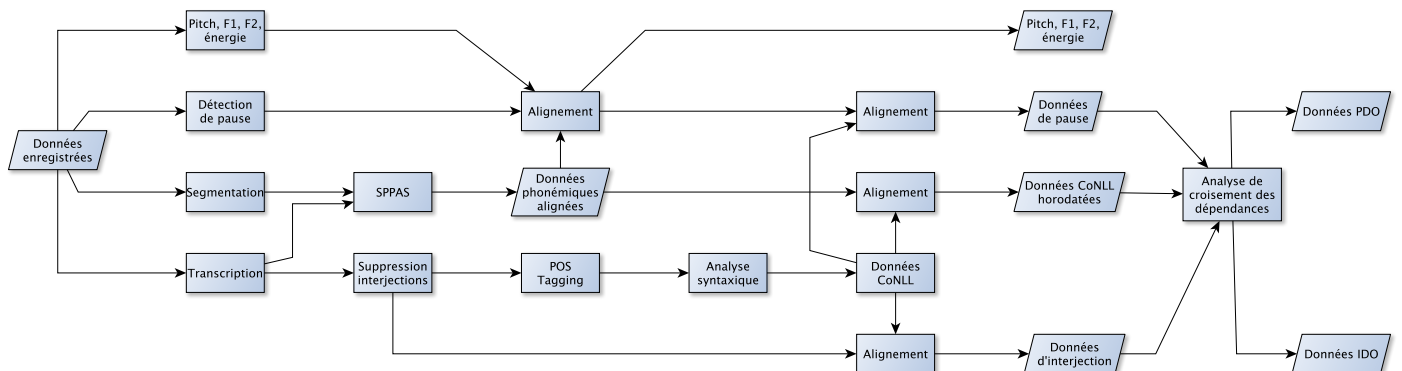 Pitch, F1, F2,
énergie
Pitch, F1, F2,
énergie
Détection
de pause
Alignement
Alignement
Données
de pause
Données PDO
Données
enregistrées
Segmentation
SPPAS
Données
phonémiques
alignées
Alignement
Données CoNLL
horodatées
Analyse de
croisement des
dépendances
Transcription
Suppression
interjections
POS
Tagging
Analyse
syntaxique
Données
CoNLL
Alignement
Données
d'interjection
Données IDO